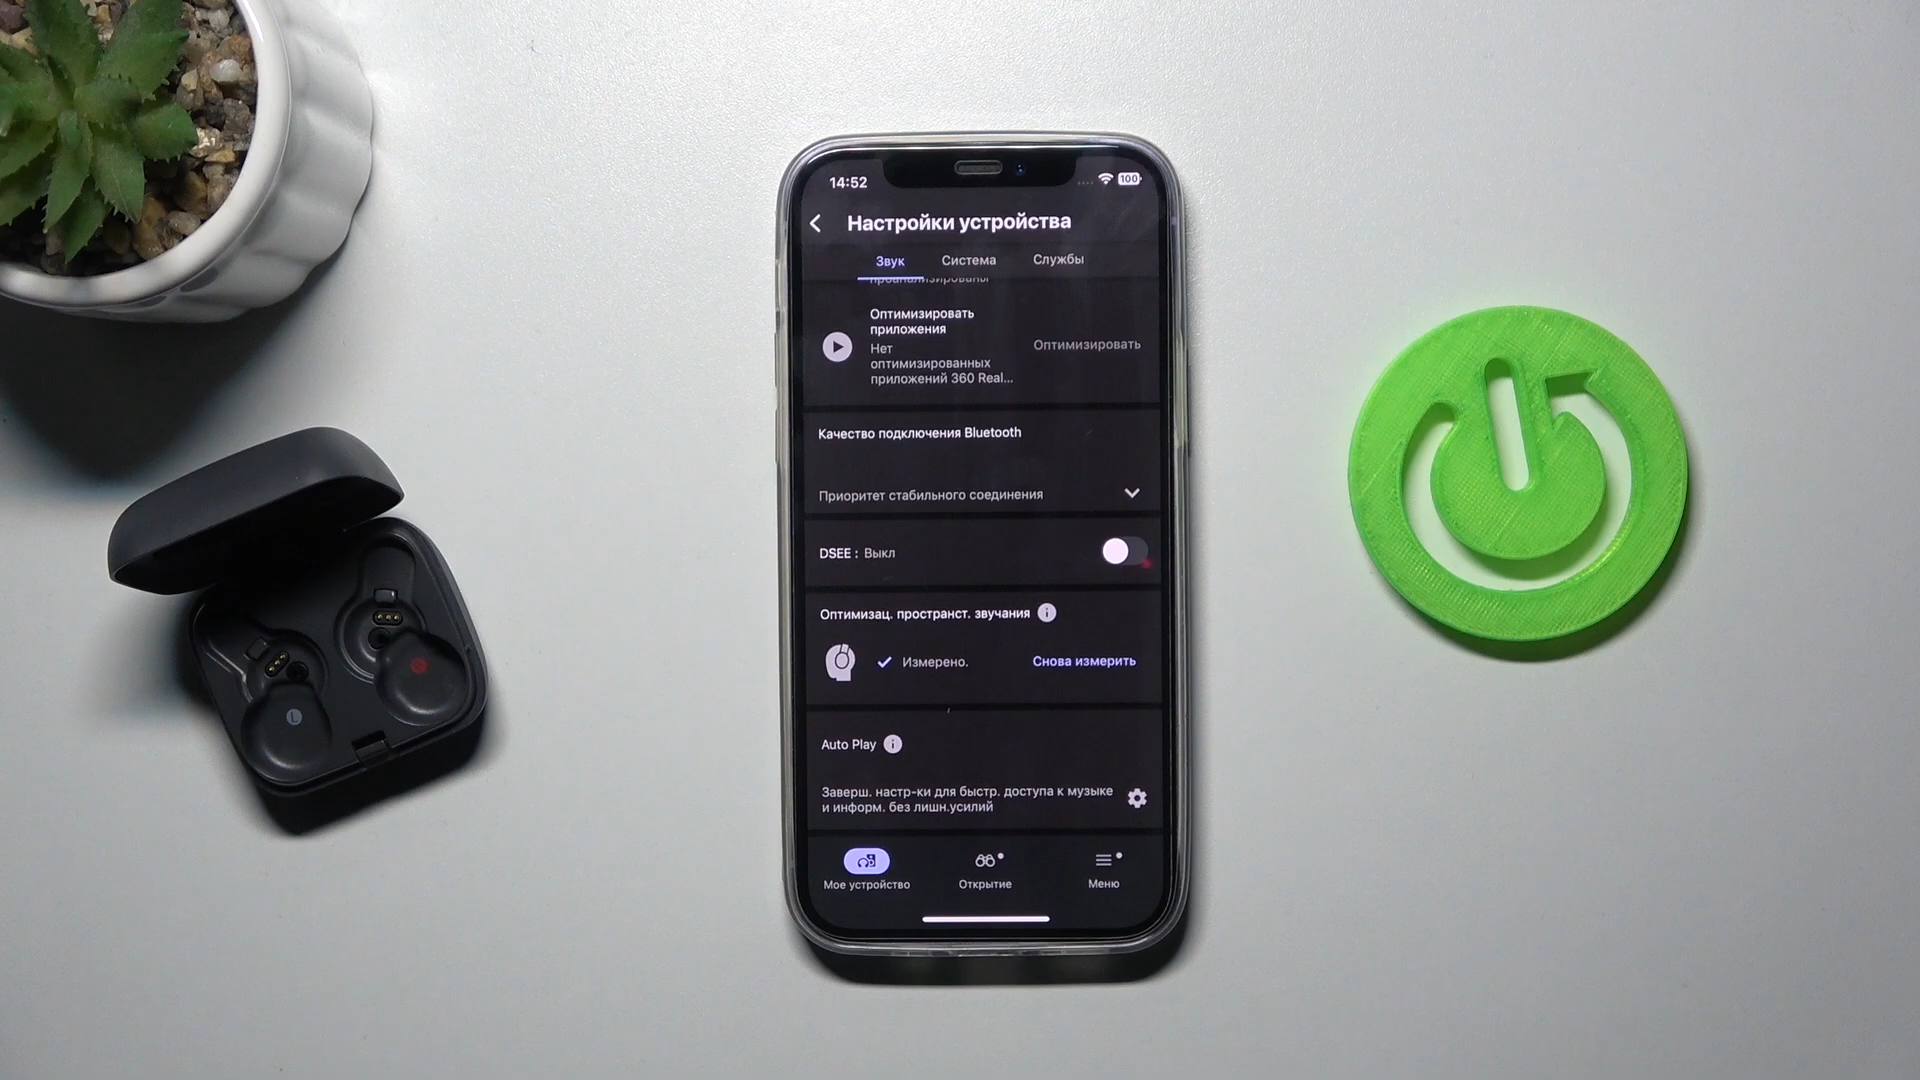 14:52
100
Настройки устройства
Звук Система Службы
проанализированы
Оптимизировать
приложения
Нет
оптимизированных
приложений 360 Real...
Оптимизировать
Качество подключения Bluetooth
Приоритет стабильного соединения
DSEE : Выкл
Оптимизац. пространст. звучания
Измерено.
Снова измерить
Auto Play
Заверш. настр-ки для быстр. доступа к музыке
и информ. без лишн.усилий
Мое устройство Открытие Меню
L